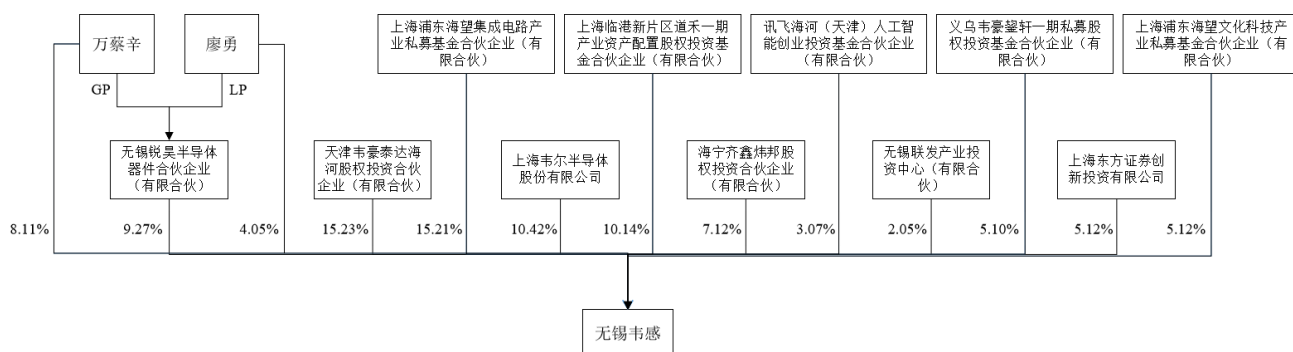 万蔡辛
廖勇
上海浦东海望集成电路产
业私募基金合伙企业（有
限合伙）
上海临港新片区道禾一期
产业资产配置股权投资基
金合伙企业（有限合伙）
讯飞海河（天津）人工智
能创业投资基金合伙企业
（有限合伙）
义乌韦豪鋆轩一期私募股
权投资基金合伙企业（有
限合伙）
上海浦东海望文化科技产
业私募基金合伙企业（有
限合伙）
GP
LP
无锡锐昊半导体
器件合伙企业
（有限合伙）
天津韦豪泰达海
河股权投资合伙
企业（有限合伙）
上海韦尔半导体
股份有限公司
海宁齐鑫炜邦股
权投资合伙企业
（有限合伙）
无锡联发产业投
资中心（有限合
伙）
上海东方证券创
新投资有限公司
8.11%
9.27%
4.05%
15.23%
15.21%
10.42%
10.14%
7.12%
3.07%
2.05%
5.10%
5.12%
5.12%
无锡韦感